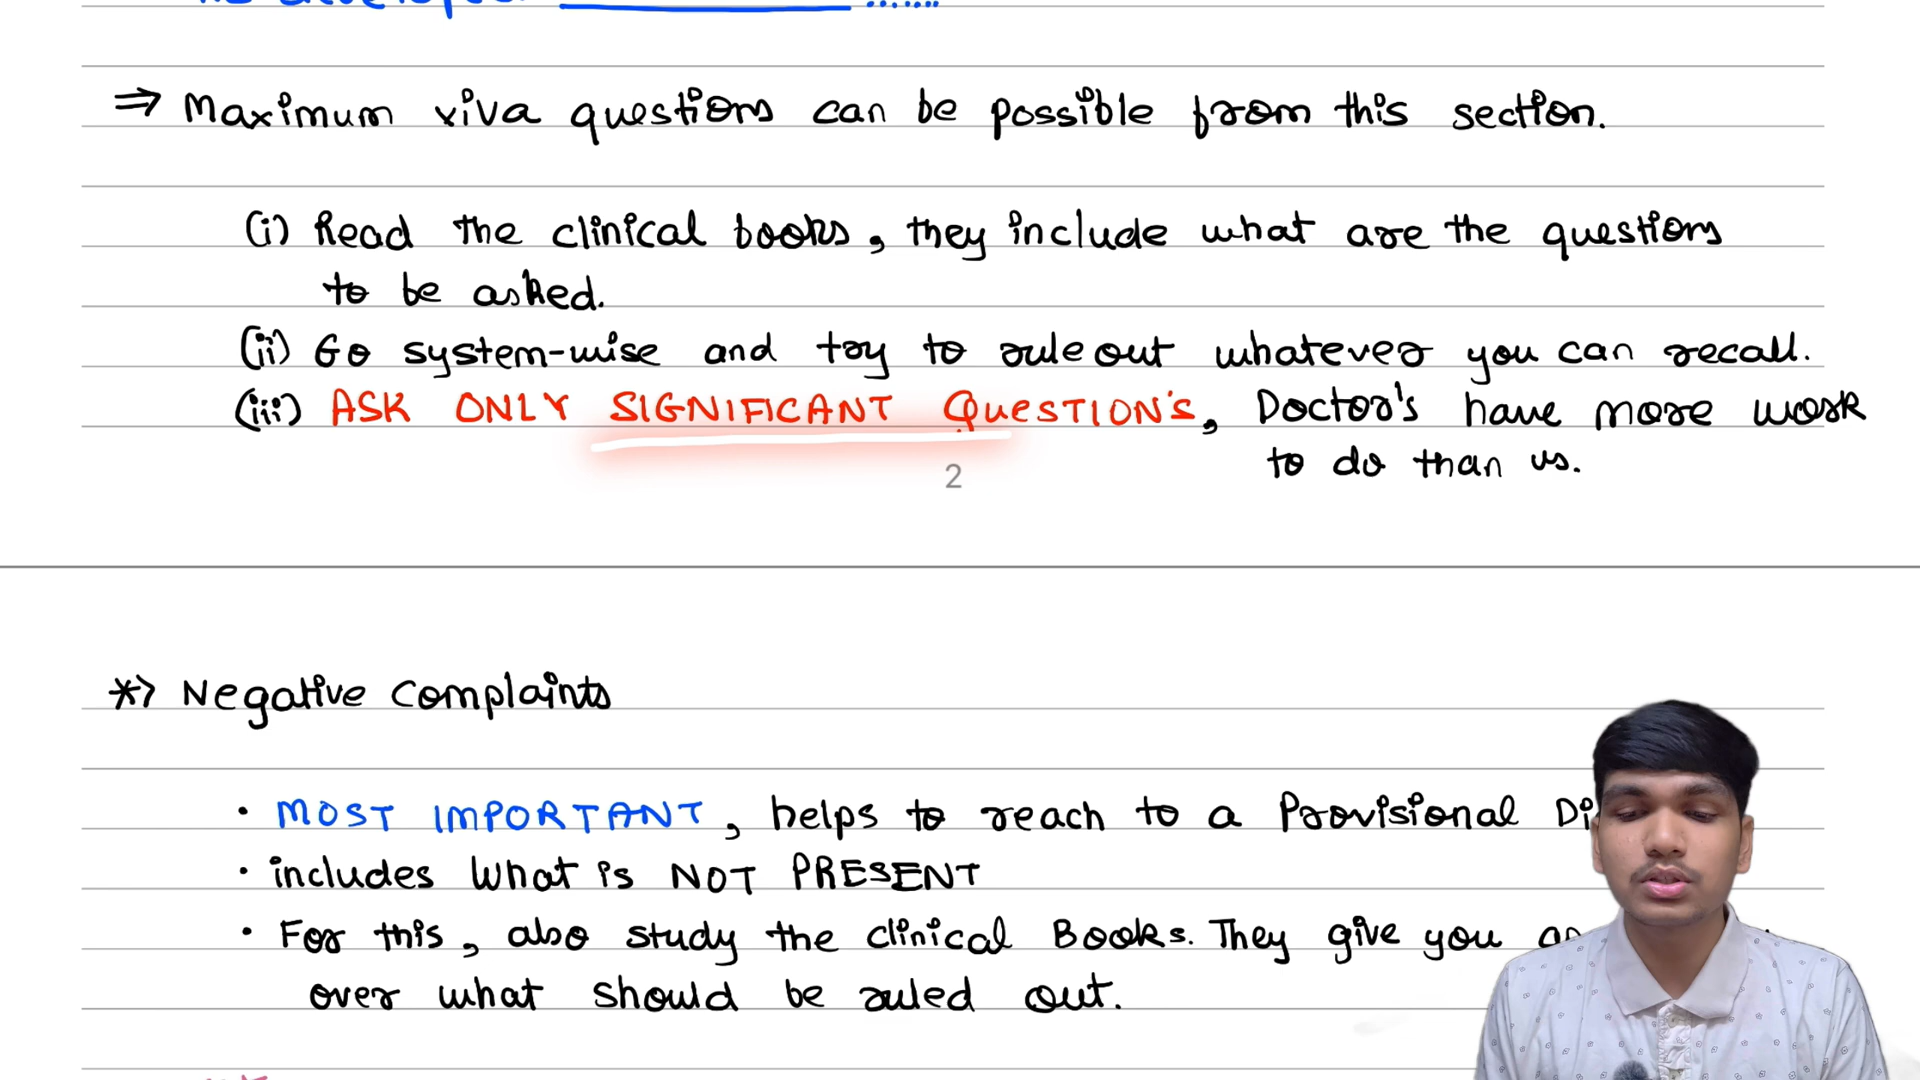 ⇒ Maximum viva questions can be possible from this section.
(i) Read the clinical books, they include what are the questions
to be asked.
(ii) Go system-wise and try to rule out whatever you can recall.
(iii) ASK ONLY SIGNIFICANT QUESTION'S, Doctor's have more work
to do than us.
2
*> Negative Complaints
• MOST IMPORTANT, helps to reach to a Provisional
• includes What is NOT PRESENT
• For this, also study the clinical Books. They give you
over what should be ruled out.